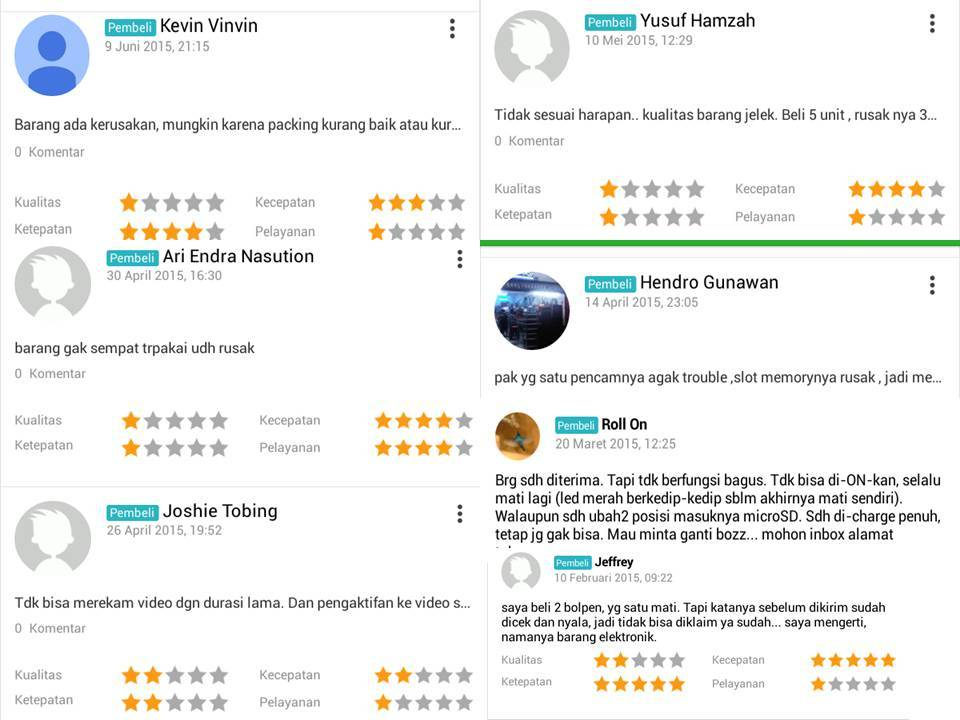 Pembeli Kevin Vinvin
9 Juni 2015, 21:15
Barang ada kerusakan, mungkin karena packing kurang baik atau kur...
0 Komentar
Kualitas Kecepatan
Ketepatan Pelayanan
Pembeli Ari Endra Nasution
30 April 2015, 16:30
barang gak sempat trpakai udh rusak
0 Komentar
Kualitas Kecepatan
Ketepatan Pelayanan
Pembeli Joshie Tobing
26 April 2015, 19:52
Tdk bisa merekam video dgn durasi lama. Dan pengaktifan ke video s...
0 Komentar
Kualitas Kecepatan
Ketepatan Pelayanan
Pembeli Yusuf Hamzah
10 Mei 2015, 12:29
Tidak sesuai harapan.. kualitas barang jelek. Beli 5 unit , rusak nya 3...
0 Komentar
Kualitas Kecepatan
Ketepatan Pelayanan
Pembeli Hendro Gunawan
14 April 2015, 23:05
pak yg satu pencamnya agak trouble ,slot memorynya rusak , jadi me...
Pembeli Roll On
20 Maret 2015, 12:25
Brg sdh diterima. Tapi tdk berfungsi bagus. Tdk bisa di-ON-kan, selalu
mati lagi (led merah berkedip-kedip sblm akhirnya mati sendiri).
Walaupun sdh ubah2 posisi masuknya microSD. Sdh di-charge penuh,
tetap jg gak bisa. Mau minta ganti bozz... mohon inbox alamat
Pembeli Jeffrey
10 Februari 2015, 09:22
saya beli 2 bolpen, yg satu mati. Tapi katanya sebelum dikirim sudah
dicek dan nyala, jadi tidak bisa diklaim ya sudah... saya mengerti,
namanya barang elektronik.
Kualitas Kecepatan
Ketepatan Pelayanan